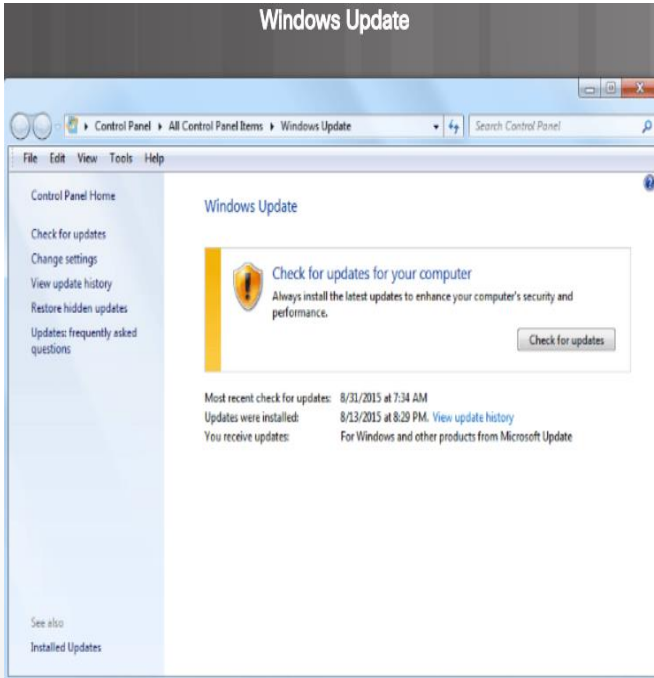 Windows Update
Control Panel ▸ All Control Panel Items ▸ Windows Update
Search Control Panel
File Edit View Tools Help
Control Panel Home
Check for updates
Change settings
View update history
Restore hidden updates
Updates: frequently asked
questions
Windows Update
Check for updates for your computer
Always install the latest updates to enhance your computer's security and
performance.
Check for updates
Most recent check for updates: 8/31/2015 at 7:34 AM
Updates were installed: 8/13/2015 at 8:29 PM. View update history
You receive updates: For Windows and other products from Microsoft Update
See also
Installed Updates